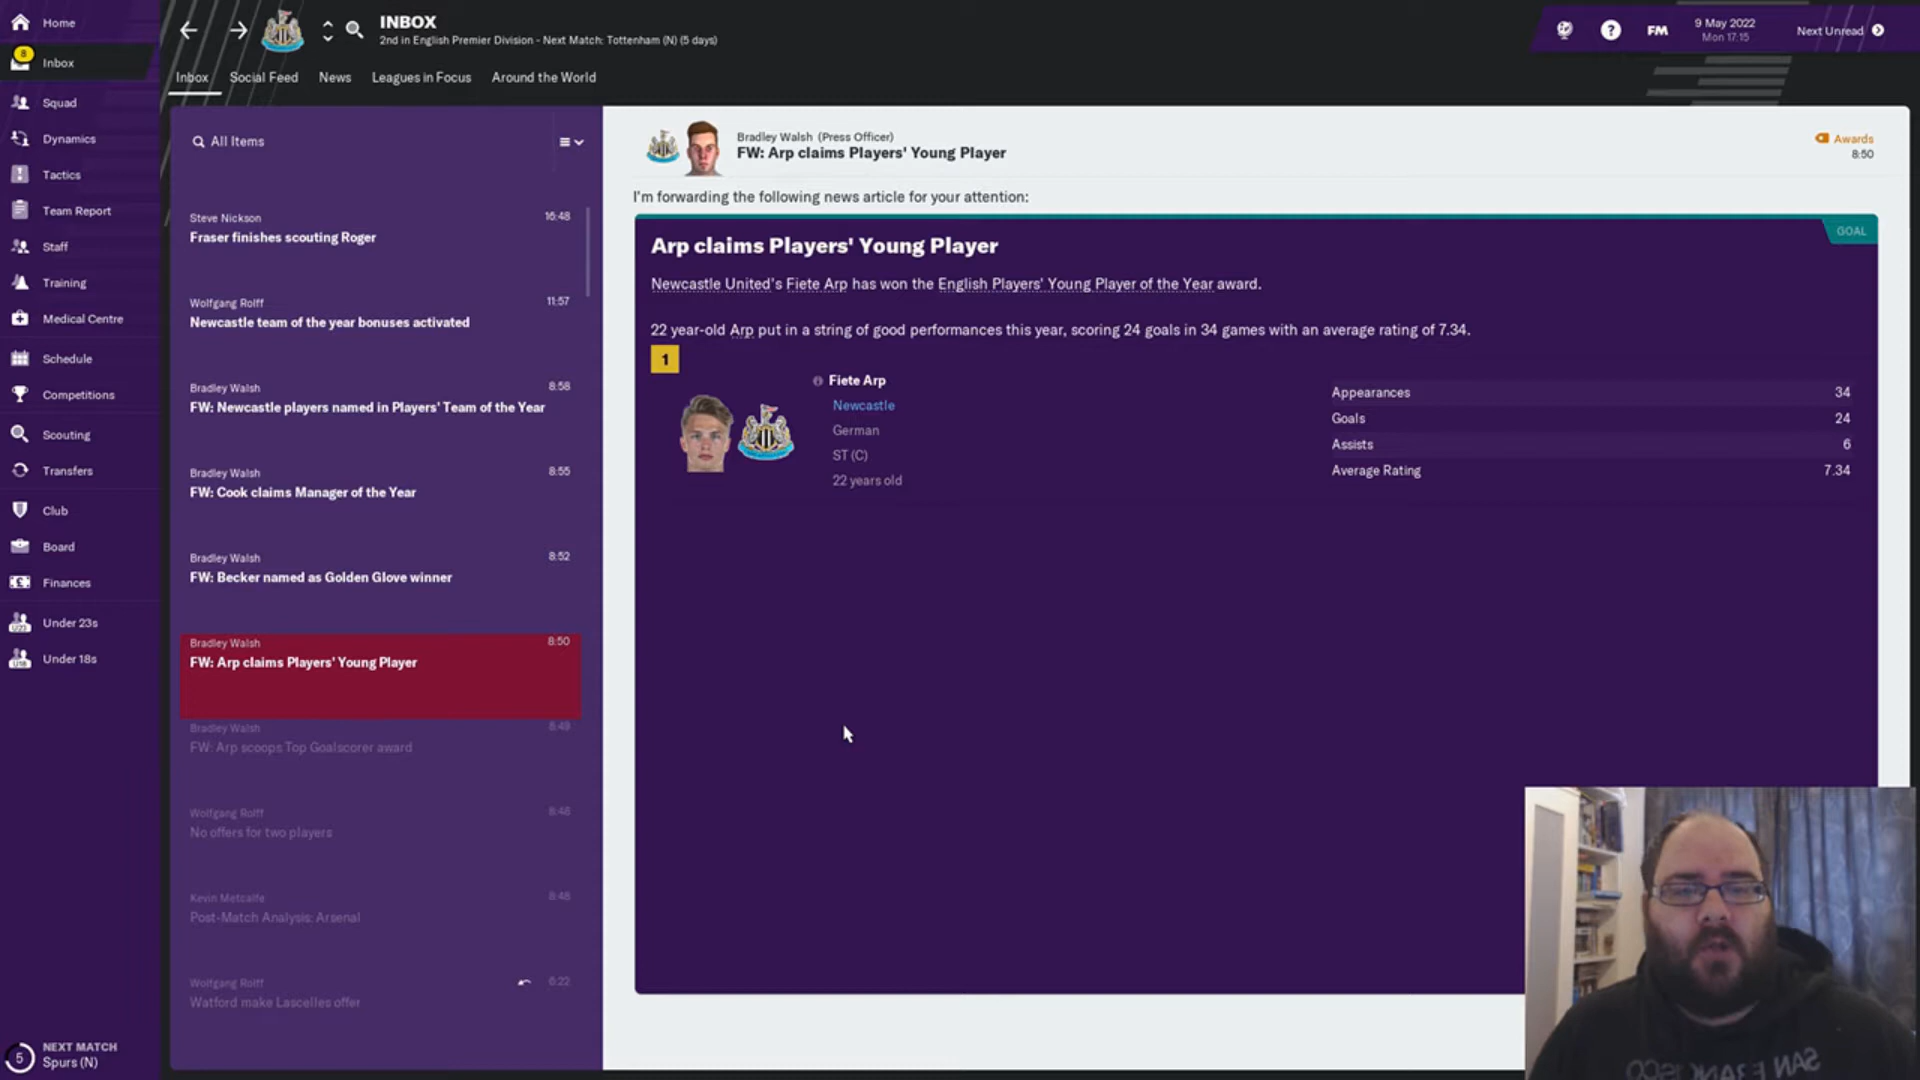 Home
8
Inbox
Squad
Dynamics
Tactics
Team Report
Staff
Training
Medical Centre
Schedule
Competitions
Scouting
Transfers
Club
Board
Finances
U23
Under 23s
U18
Under 18s
5
NEXT MATCH
Spurs (N)
INBOX
2nd in English Premier Division - Next Match: Tottenham (N) (5 days)
FM
9 May 2022
Mon 17:15
Next Unread
Inbox
Social Feed
News
Leagues in Focus
Around the World
All Items
Steve Nickson 16:48
Fraser finishes scouting Roger
Wolfgang Rolff 11:57
Newcastle team of the year bonuses activated
Bradley Walsh 8:58
FW: Newcastle players named in Players' Team of the Year
Bradley Walsh 8:55
FW: Cook claims Manager of the Year
Bradley Walsh 8:52
FW: Becker named as Golden Glove winner
Bradley Walsh 8:50
FW: Arp claims Players' Young Player
Bradley Walsh 8:49
FW: Arp scoops Top Goalscorer award
Wolfgang Rolff 8:48
No offers for two players
Kevin Metcalfe 8:48
Post-Match Analysis: Arsenal
Wolfgang Rolff 6:22
Watford make Lascelles offer
Bradley Walsh (Press Officer)
FW: Arp claims Players' Young Player
Awards
8:50
I'm forwarding the following news article for your attention:
GOAL
Arp claims Players' Young Player
Newcastle United's Fiete Arp has won the English Players' Young Player of the Year award.
22 year-old Arp put in a string of good performances this year, scoring 24 goals in 34 games with an average rating of 7.34.
1
Fiete Arp
Newcastle
German
ST (C)
22 years old
Appearances 34
Goals 24
Assists 6
Average Rating 7.34
SAN FRANCISCO